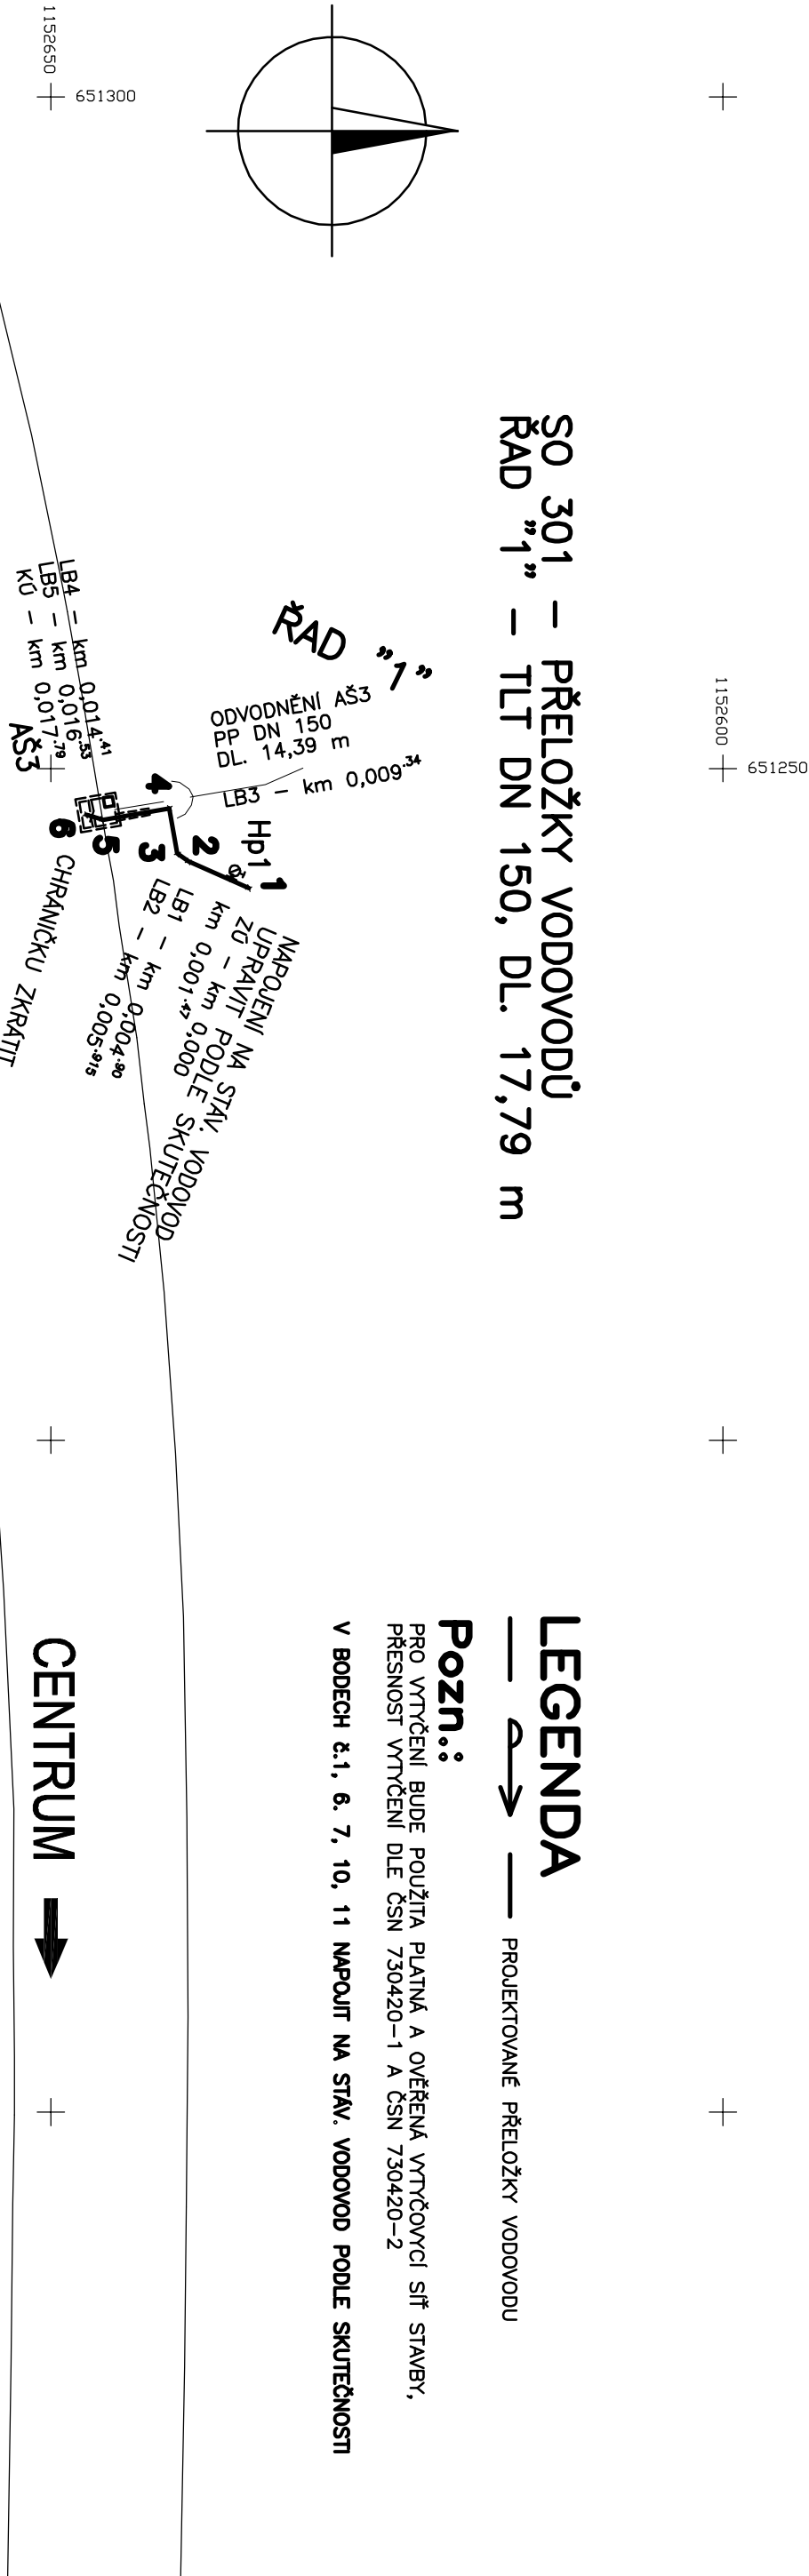 1152650
651300
SO 301 – PŘELOŽKY VODOVODŮ
ŘAD "1" – TLT DN 150, DL. 17,79 m
1152600
651250
ŘAD "1"
ODVODNĚNÍ AŠ3
PP DN 150
DL. 14,39 m
LB3 – km 0,009.34
LB4 – km 0,014.41
LB5 – km 0,016.53
KÚ – km 0,017.79
AŠ3
Hp1
1
2
3
4
5
6
NAPOJENÍ NA STÁV. VODOVOD
UPRAVIT PODLE SKUTEČNOSTI
ZÚ – km 0,000
km 0,001.47
LB1 – km 0,004.90
LB2 – km 0,005.915
CHRÁNIČKU ZKRÁTIT
LEGENDA
PROJEKTOVANÉ PŘELOŽKY VODOVODU
Pozn.:
PRO VYTYČENÍ BUDE POUŽITA PLATNÁ A OVĚŘENÁ VYTYČOVYCÍ SÍŤ STAVBY,
PŘESNOST VYTYČENÍ DLE ČSN 730420–1 A ČSN 730420–2
V BODECH č.1, 6. 7, 10, 11 NAPOJIT NA STÁV. VODOVOD PODLE SKUTEČNOSTI
CENTRUM